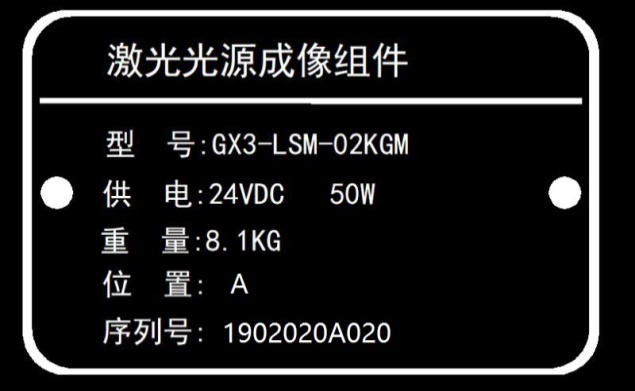 激光光源成像组件
型 号:GX3-LSM-02KGM
供 电:24VDC 50W
重 量:8.1KG
位 置: A
序列号: 1902020A020